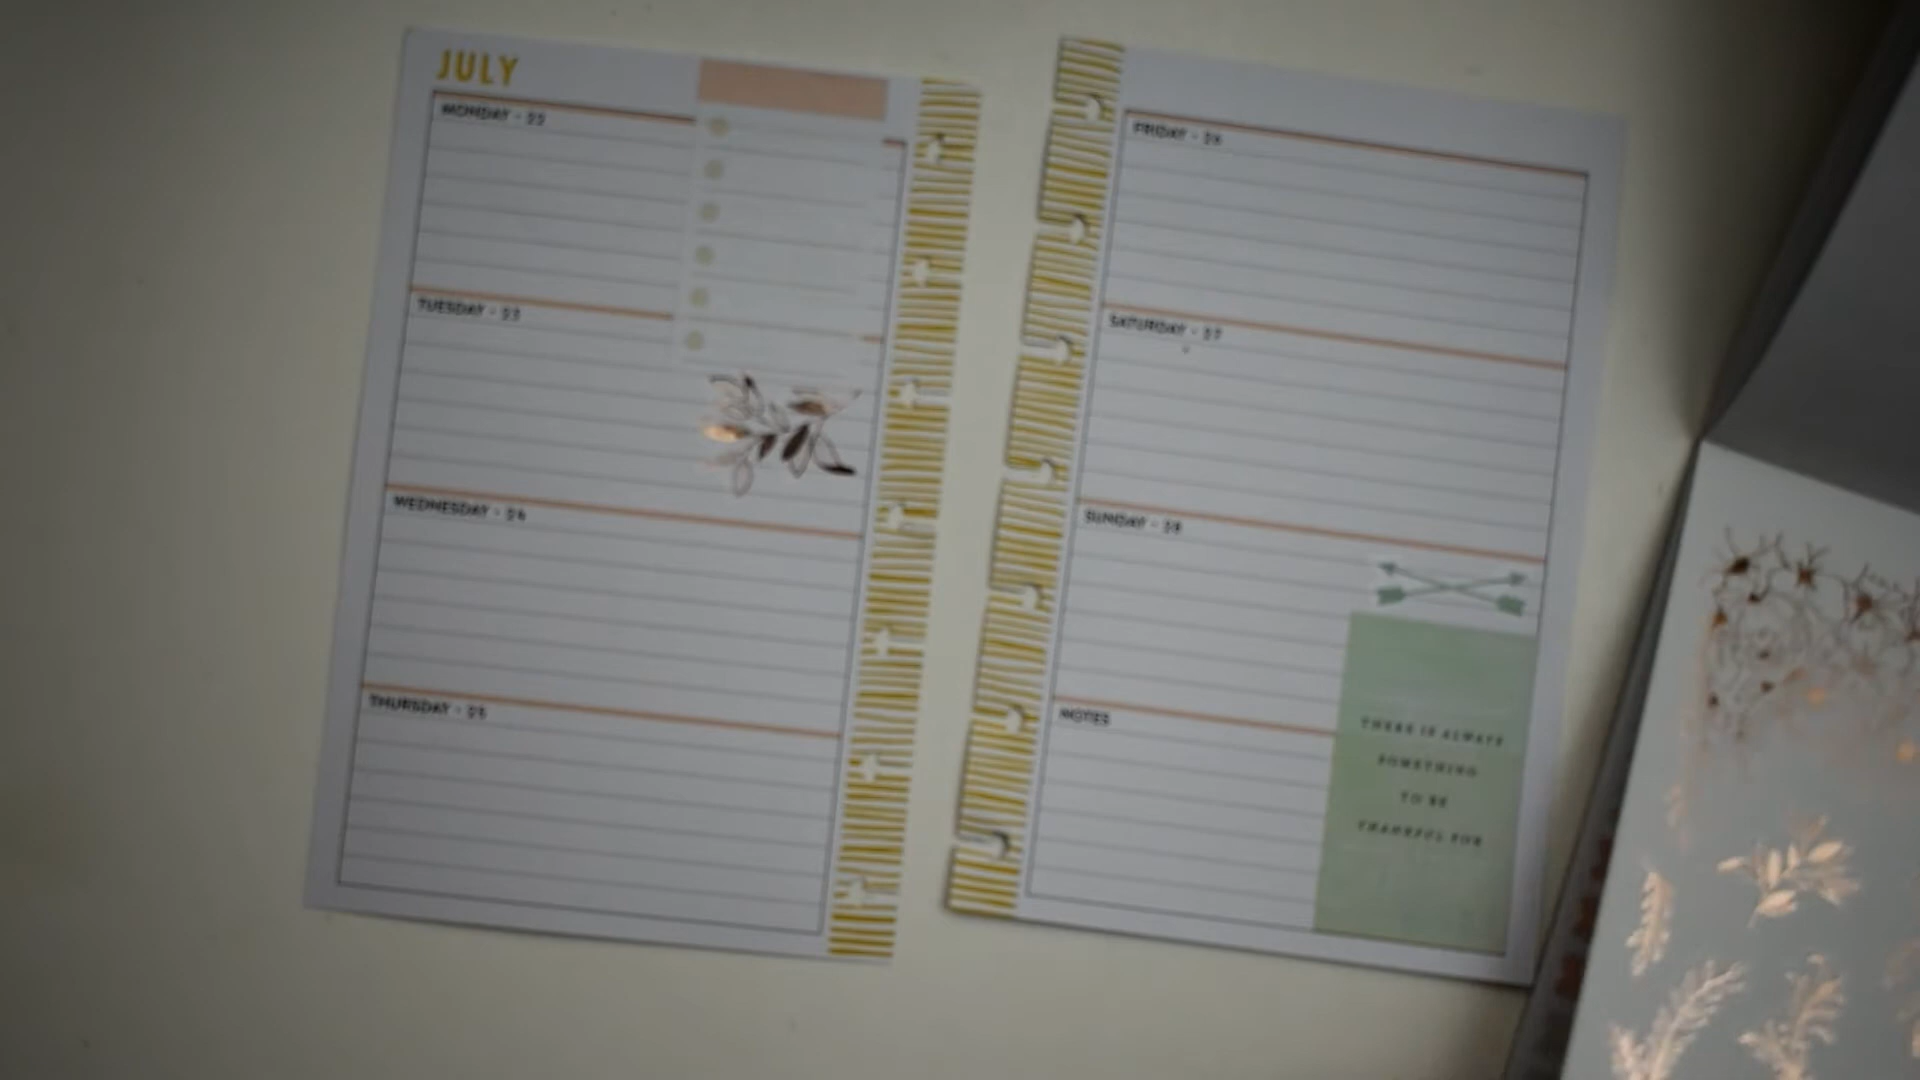 JULY
MONDAY - 22
TUESDAY - 23
WEDNESDAY - 24
THURSDAY - 25
FRIDAY - 26
SATURDAY - 27
SUNDAY - 28
NOTES
THERE IS ALWAYS
SOMETHING
TO BE
THANKFUL FOR